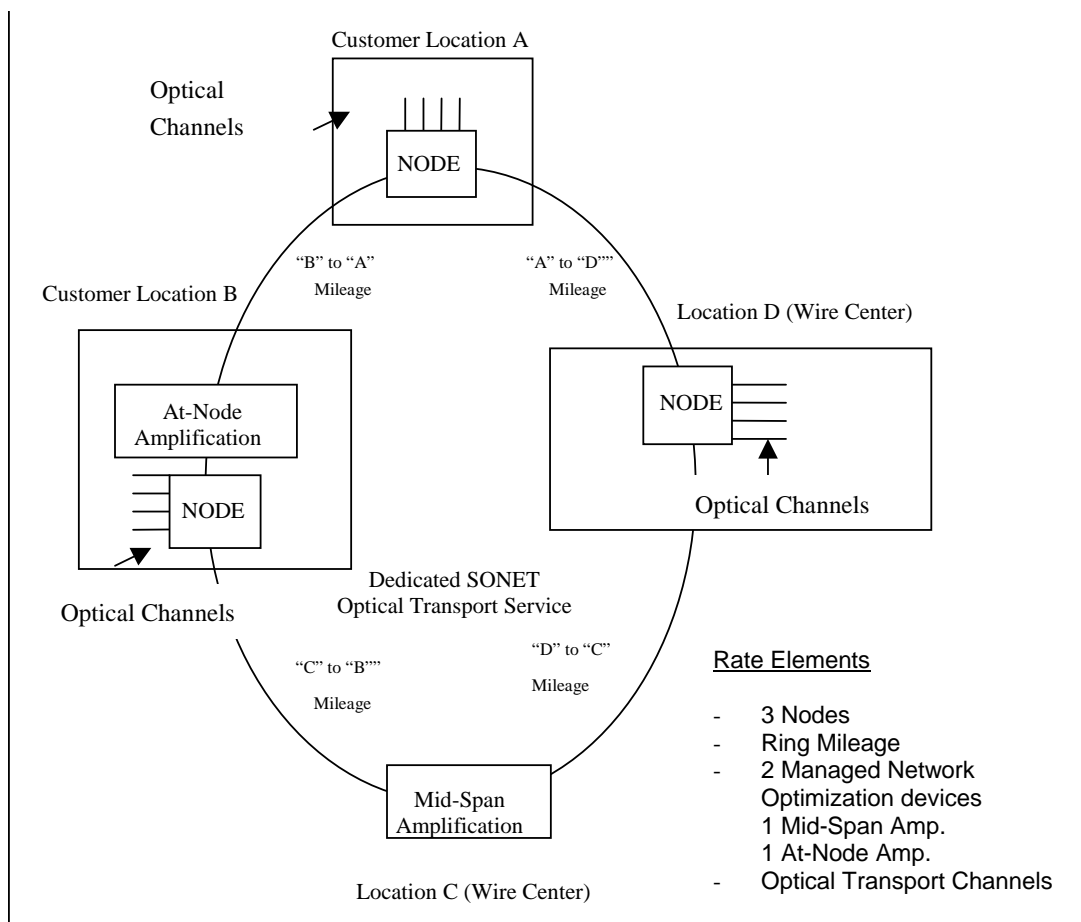 Customer Location A
Optical
Channels
NODE
“B” to “A”
Mileage
“A” to “D””
Mileage
Customer Location B
Location D (Wire Center)
At-Node
Amplification
NODE
NODE
Optical Channels
Optical Channels
Dedicated SONET
Optical Transport Service
“C” to “B””
Mileage
“D” to “C”
Mileage
Mid-Span
Amplification
Location C (Wire Center)
Rate Elements
- 3 Nodes
- Ring Mileage
- 2 Managed Network
Optimization devices
1 Mid-Span Amp.
1 At-Node Amp.
- Optical Transport Channels